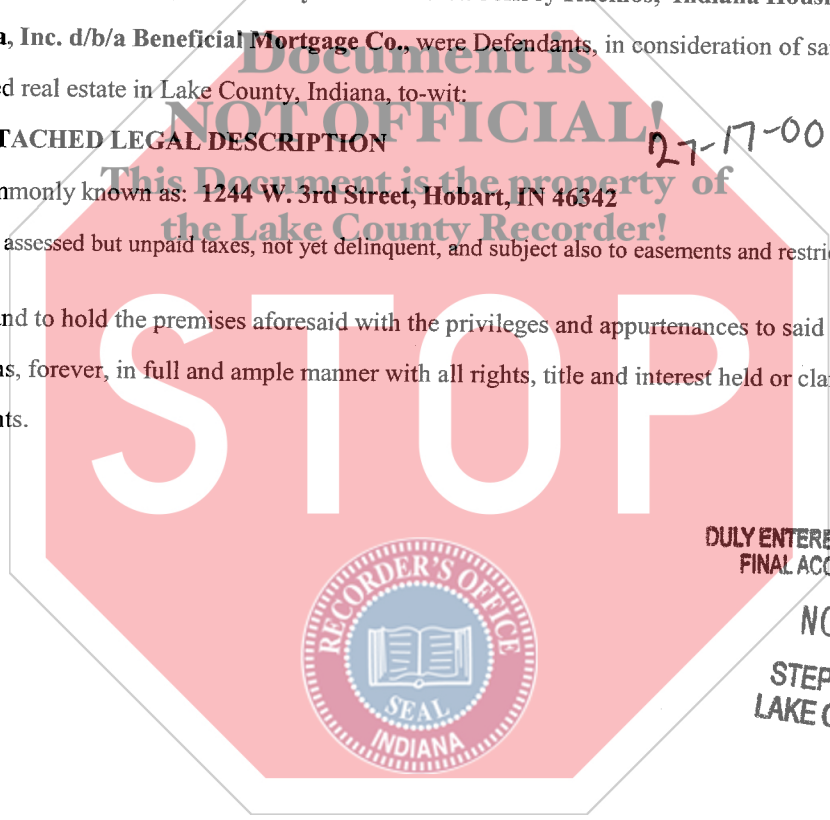 a, Inc. d/b/a Beneficial Mortgage Co., were Defendants, in consideration of sa
Document is
d real estate in Lake County, Indiana, to-wit:
NOT OFFICIAL!
TACHED LEGAL DESCRIPTION
27-17-00
This Document is the property of
mmonly known as: 1244 W. 3rd Street, Hobart, IN 46342
the Lake County Recorder!
assessed but unpaid taxes, not yet delinquent, and subject also to easements and restri
STOP
nd to hold the premises aforesaid with the privileges and appurtenances to said
s, forever, in full and ample manner with all rights, title and interest held or cla
nts.
DULY ENTERE
FINAL ACC
RECORDER'S OFFICE
NO
SEAL
STEP
LAKE C
INDIANA